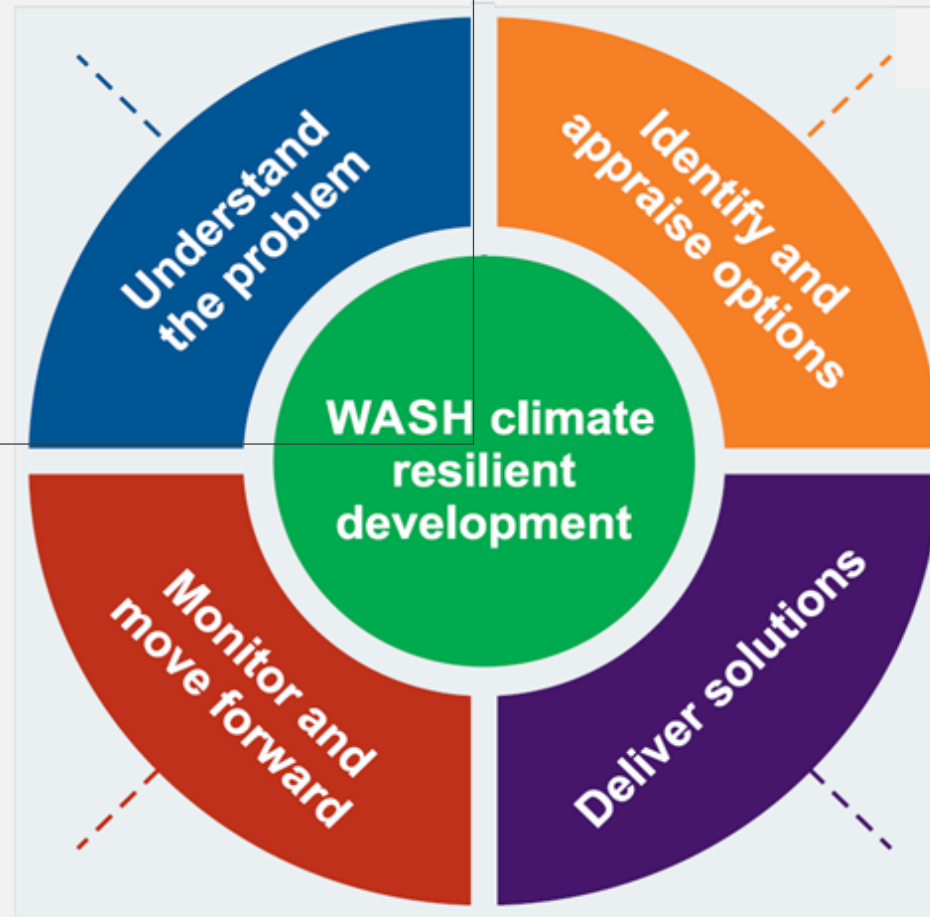 Understand
the problem
Identify and
appraise options
WASH climate
resilient
development
Monitor and
move forward
Deliver solutions